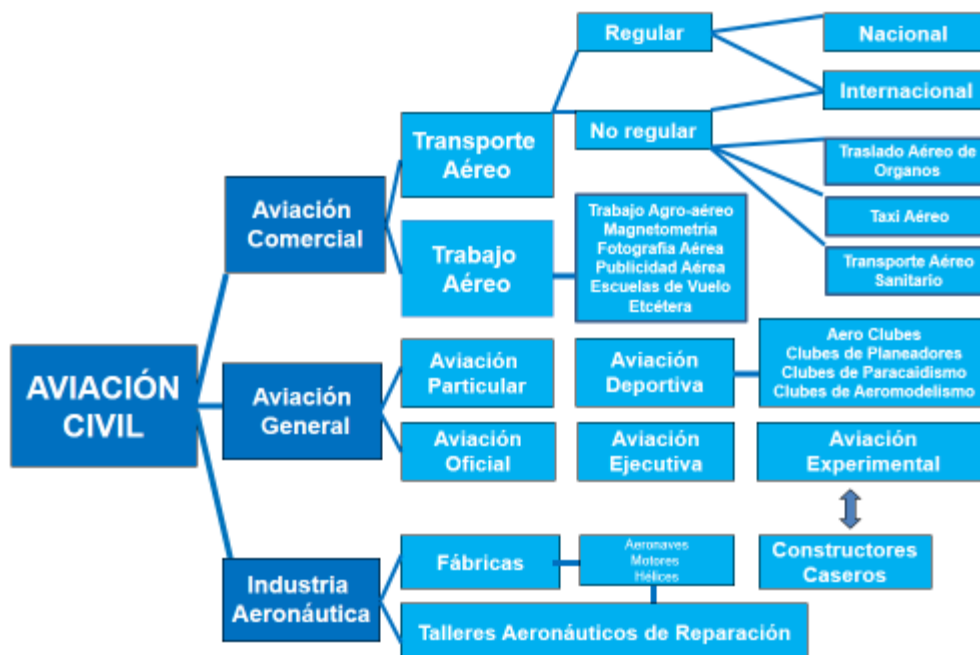 Regular
Nacional
Internacional
No regular
Transporte
Aéreo
Traslado Aéreo de
Organos
Taxi Aéreo
Transporte Aéreo
Sanitario
Aviación
Comercial
Trabajo
Aéreo
Trabajo Agro-aéreo
Magnetometría
Fotografia Aérea
Publicidad Aérea
Escuelas de Vuelo
Etcétera
AVIACIÓN
CIVIL
Aviación
General
Aviación
Particular
Aviación
Deportiva
Aero Clubes
Clubes de Planeadores
Clubes de Paracaidismo
Clubes de Aeromodelismo
Aviación
Oficial
Aviación
Ejecutiva
Aviación
Experimental
Constructores
Caseros
Industria
Aeronáutica
Fábricas
Aeronaves
Motores
Hélices
Talleres Aeronáuticos de Reparación